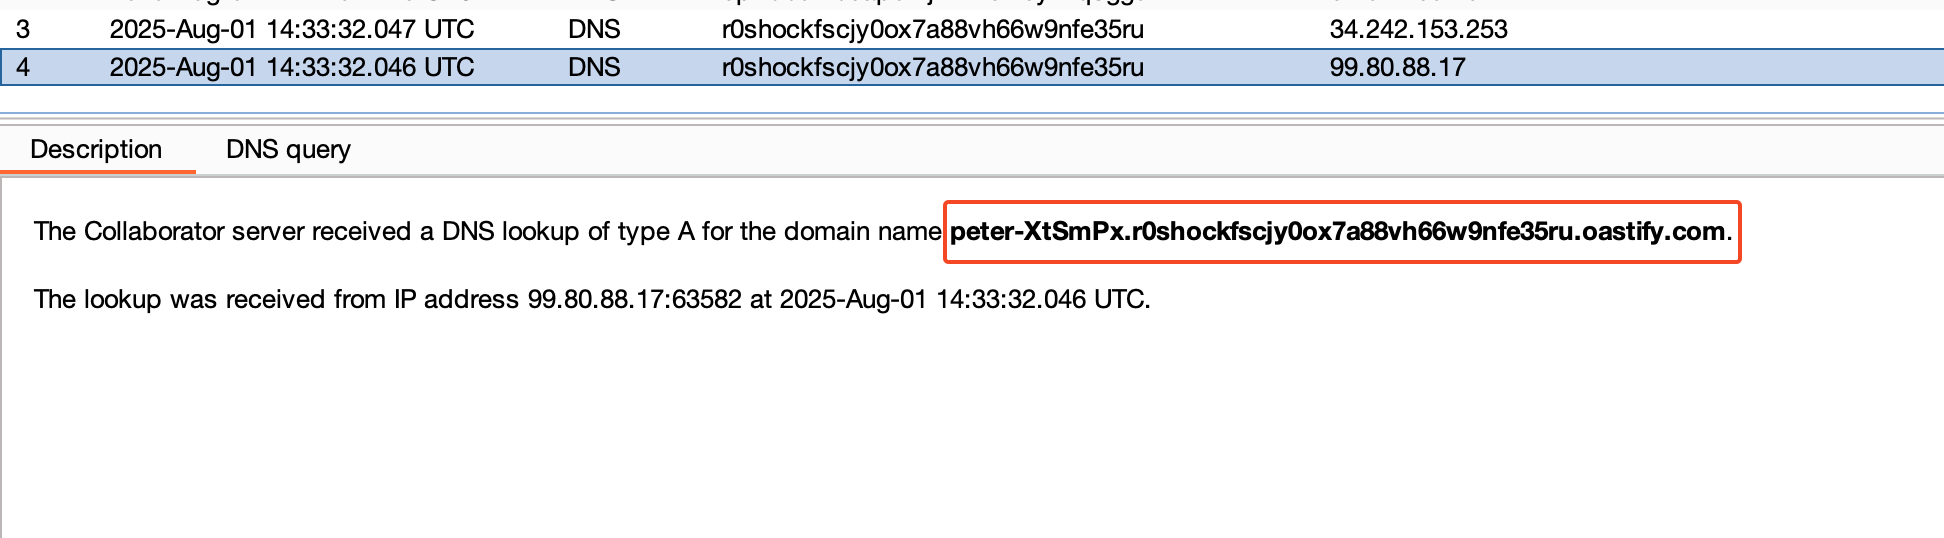 3 2025-Aug-01 14:33:32.047 UTC DNS r0shockfscjy0ox7a88vh66w9nfe35ru 34.242.153.253
4 2025-Aug-01 14:33:32.046 UTC DNS r0shockfscjy0ox7a88vh66w9nfe35ru 99.80.88.17
Description DNS query
The Collaborator server received a DNS lookup of type A for the domain name peter-XtSmPx.r0shockfscjy0ox7a88vh66w9nfe35ru.oastify.com.
The lookup was received from IP address 99.80.88.17:63582 at 2025-Aug-01 14:33:32.046 UTC.